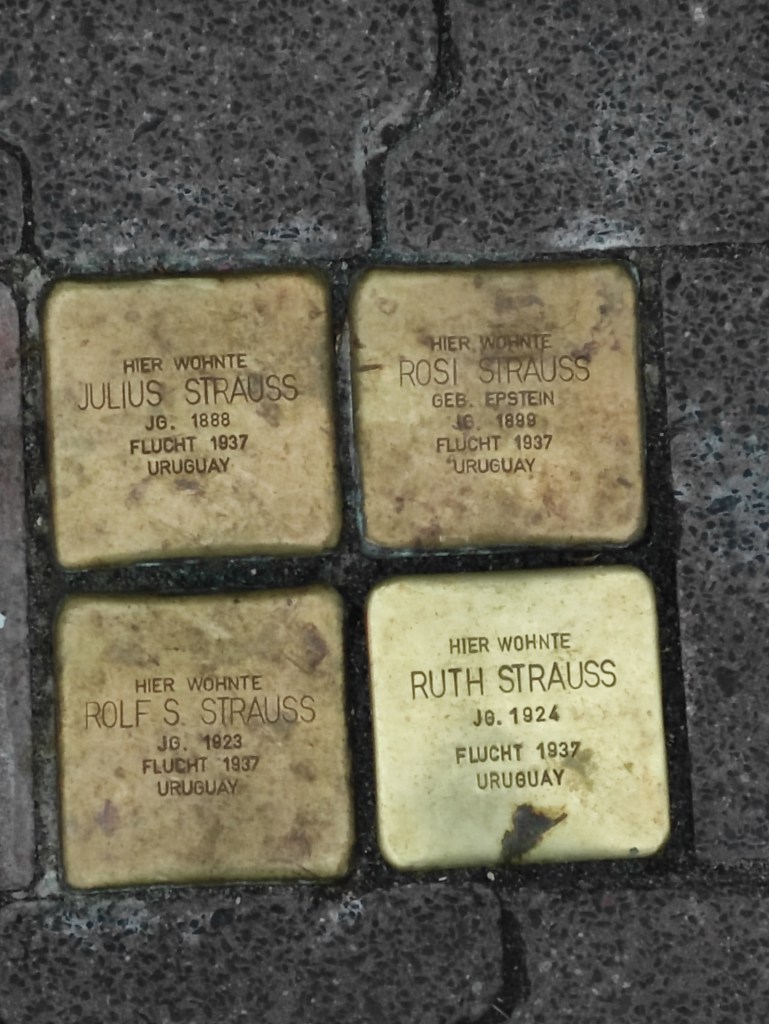 HIER WOHNTE
JULIUS STRAUSS
JG. 1888
FLUCHT 1937
URUGUAY
HIER WOHNTE
ROSI STRAUSS
GEB. EPSTEIN
JG. 1899
FLUCHT 1937
URUGUAY
HIER WOHNTE
ROLF S. STRAUSS
JG. 1923
FLUCHT 1937
URUGUAY
HIER WOHNTE
RUTH STRAUSS
JG. 1924
FLUCHT 1937
URUGUAY